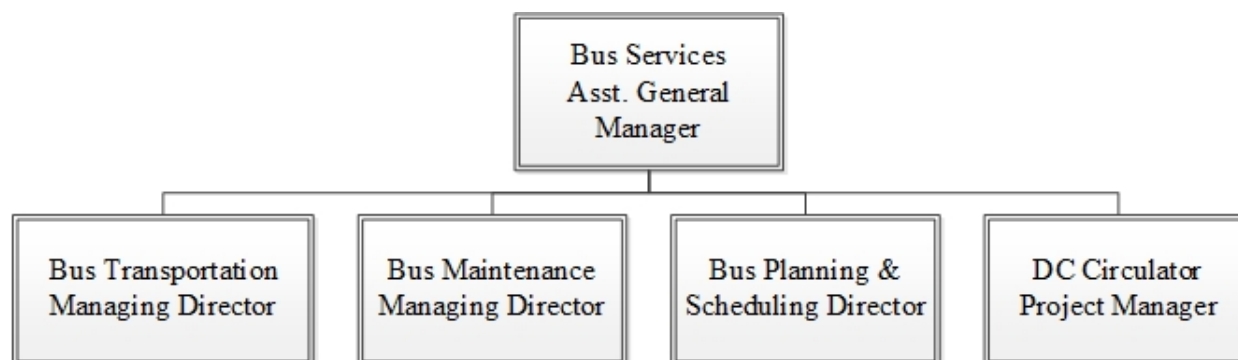 Bus Services
Asst. General
Manager
Bus Transportation
Managing Director
Bus Maintenance
Managing Director
Bus Planning &
Scheduling Director
DC Circulator
Project Manager